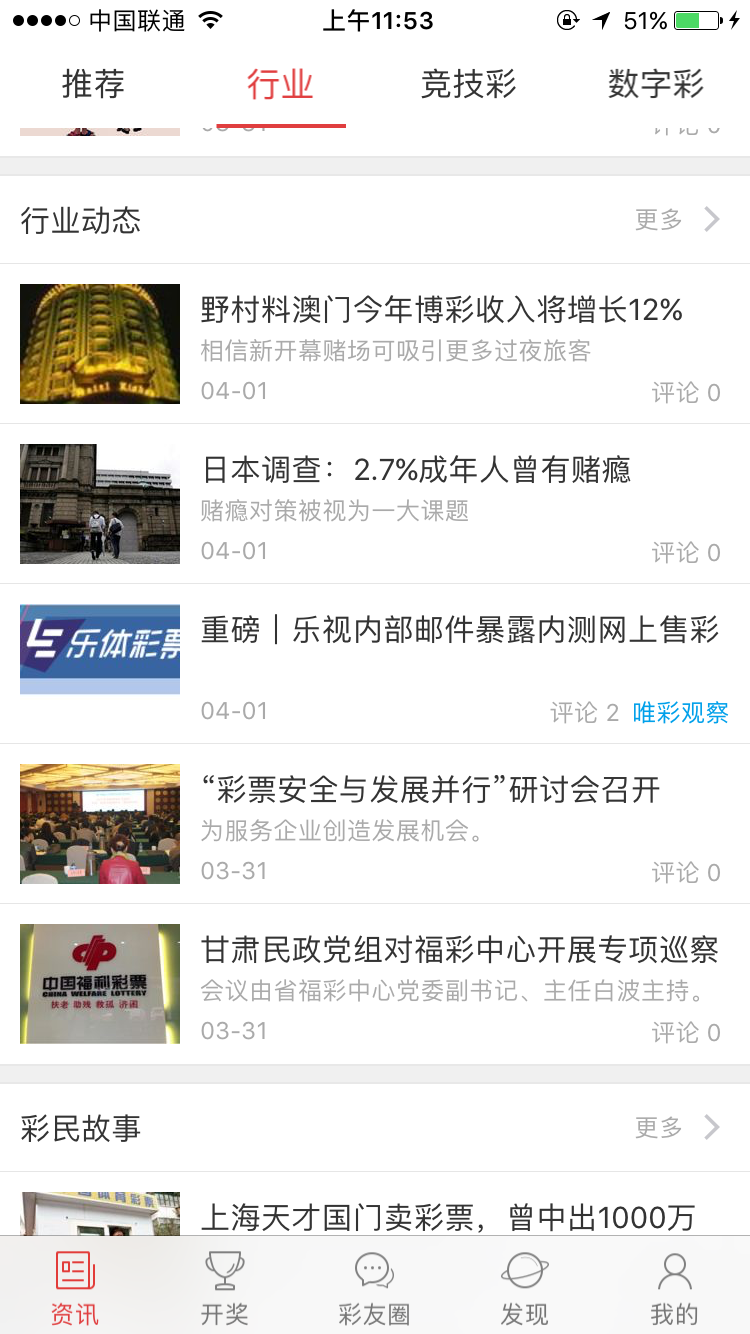 中国联通
上午11:53
51%
推荐
行业
竞技彩
数字彩
行业动态
更多
野村料澳门今年博彩收入将增长12%
相信新开幕赌场可吸引更多过夜旅客
04-01
评论 0
日本调查：2.7%成年人曾有赌瘾
赌瘾对策被视为一大课题
04-01
评论 0
乐体彩票
重磅｜乐视内部邮件暴露内测网上售彩
04-01
评论 2 唯彩观察
“彩票安全与发展并行”研讨会召开
为服务企业创造发展机会。
03-31
评论 0
中国福利彩票
CHINA WELFARE LOTTERY
扶老 助残 救孤 济困
甘肃民政党组对福彩中心开展专项巡察
会议由省福彩中心党委副书记、主任白波主持。
03-31
评论 0
彩民故事
更多
上海天才国门卖彩票，曾中出1000万
资讯
开奖
彩友圈
发现
我的